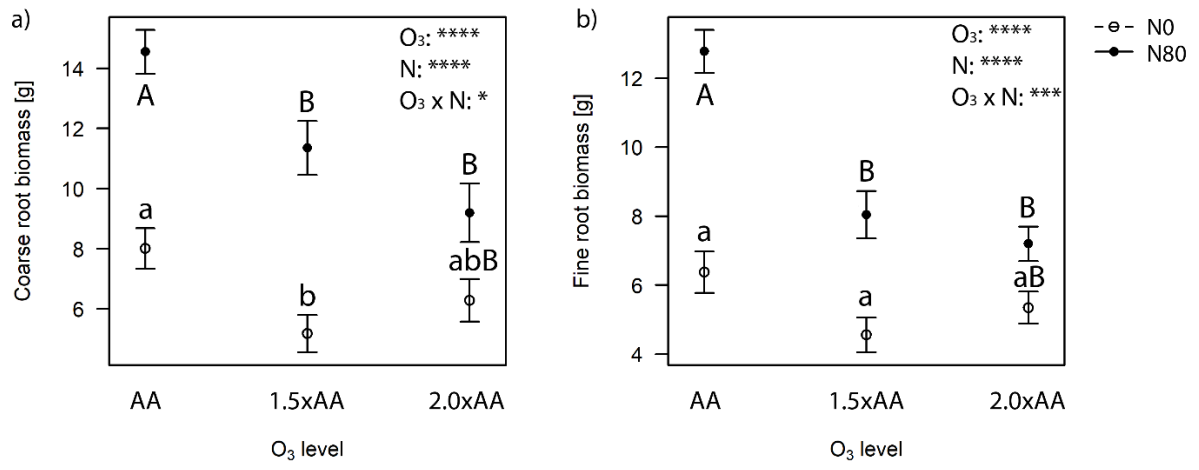 a)
Coarse root biomass [g]
14
12
10
8
6
A
a
B
b
B
abB
O₃: ****
N: ****
O₃ x N: *
AA 1.5xAA 2.0xAA
O₃ level
b)
Fine root biomass [g]
12
10
8
6
4
A
a
B
a
B
aB
O₃: ****
N: ****
O₃ x N: ***
AA 1.5xAA 2.0xAA
O₃ level
N0
N80